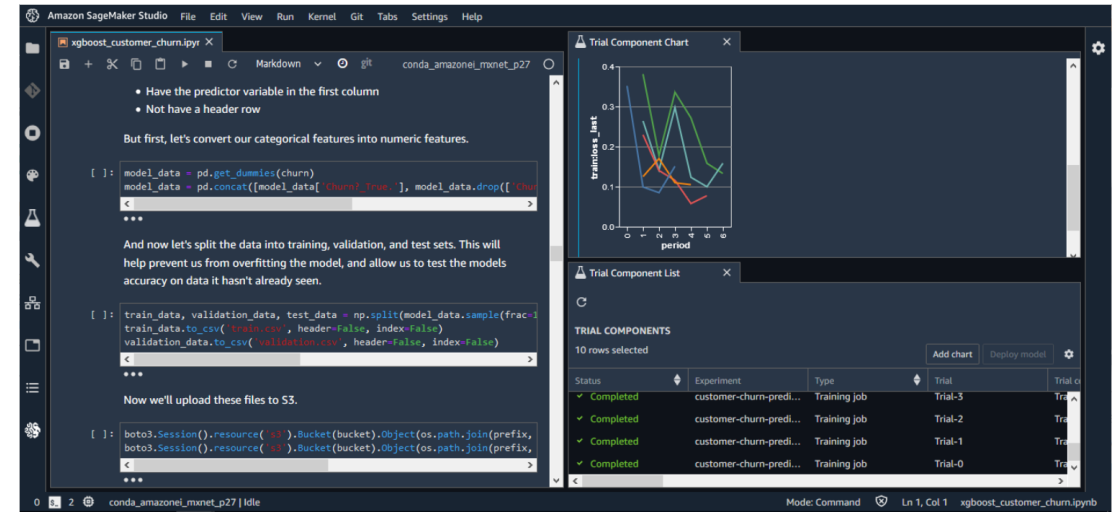 Amazon SageMaker Studio File Edit View Run Kernel Git Tabs Settings Help
xgboost_customer_churn.ipyr
Markdown git conda_amazonei_mxnet_p27
• Have the predictor variable in the first column
• Not have a header row
But first, let's convert our categorical features into numeric features.
[ ]: model_data = pd.get_dummies(churn)
model_data = pd.concat([model_data['Churn?_True.'], model_data.drop(['Chur
And now let's split the data into training, validation, and test sets. This will
help prevent us from overfitting the model, and allow us to test the models
accuracy on data it hasn't already seen.
[ ]: train_data, validation_data, test_data = np.split(model_data.sample(frac=1
train_data.to_csv('train.csv', header=False, index=False)
validation_data.to_csv('validation.csv', header=False, index=False)
Now we'll upload these files to S3.
[ ]: boto3.Session().resource('s3').Bucket(bucket).Object(os.path.join(prefix,
boto3.Session().resource('s3').Bucket(bucket).Object(os.path.join(prefix,
Trial Component Chart
train:loss_last
0.4
0.3
0.2
0.1
0.0
0 1 2 3 4 5 6
period
Trial Component List
TRIAL COMPONENTS
10 rows selected
Add chart Deploy model
Status Experiment Type Trial Trial co
Completed customer-churn-predi... Training job Trial-3 Tra
Completed customer-churn-predi... Training job Trial-2 Tra
Completed customer-churn-predi... Training job Trial-1 Tra
Completed customer-churn-predi... Training job Trial-0 Tra
0 2 conda_amazonei_mxnet_p27 | Idle Mode: Command Ln 1, Col 1 xgboost_customer_churn.ipynb